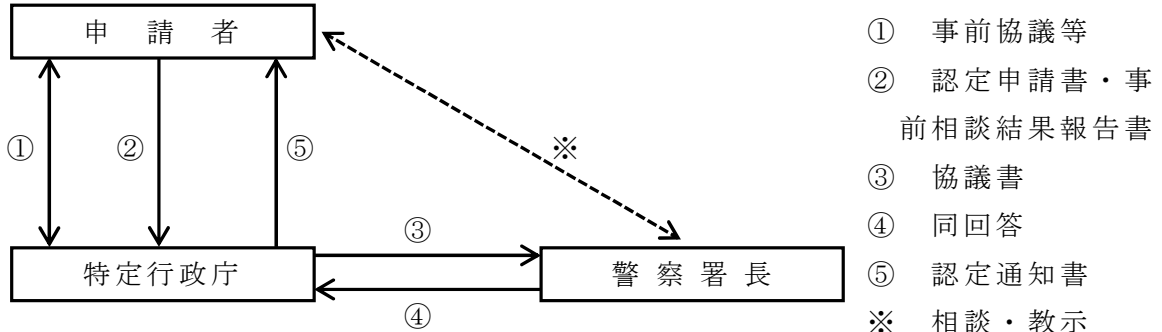 申請者
①
②
⑤
※
特定行政庁
③
④
警察署長
① 事前協議等
② 認定申請書・事
前相談結果報告書
③ 協議書
④ 同回答
⑤ 認定通知書
※ 相談・教示